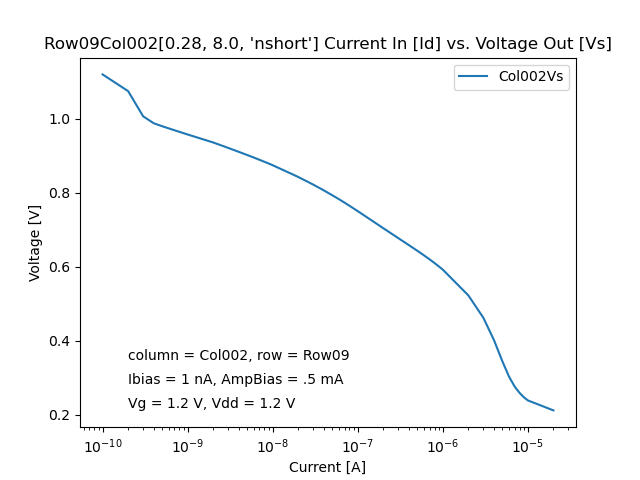 Row09Col002[0.28, 8.0, 'nshort'] Current In [Id] vs. Voltage Out [Vs]
Col002Vs
1.0
0.8
0.6
0.4
0.2
Voltage [V]
column = Col002, row = Row09
Ibias = 1 nA, AmpBias = .5 mA
Vg = 1.2 V, Vdd = 1.2 V
10⁻¹⁰ 10⁻⁹ 10⁻⁸ 10⁻⁷ 10⁻⁶ 10⁻⁵
Current [A]